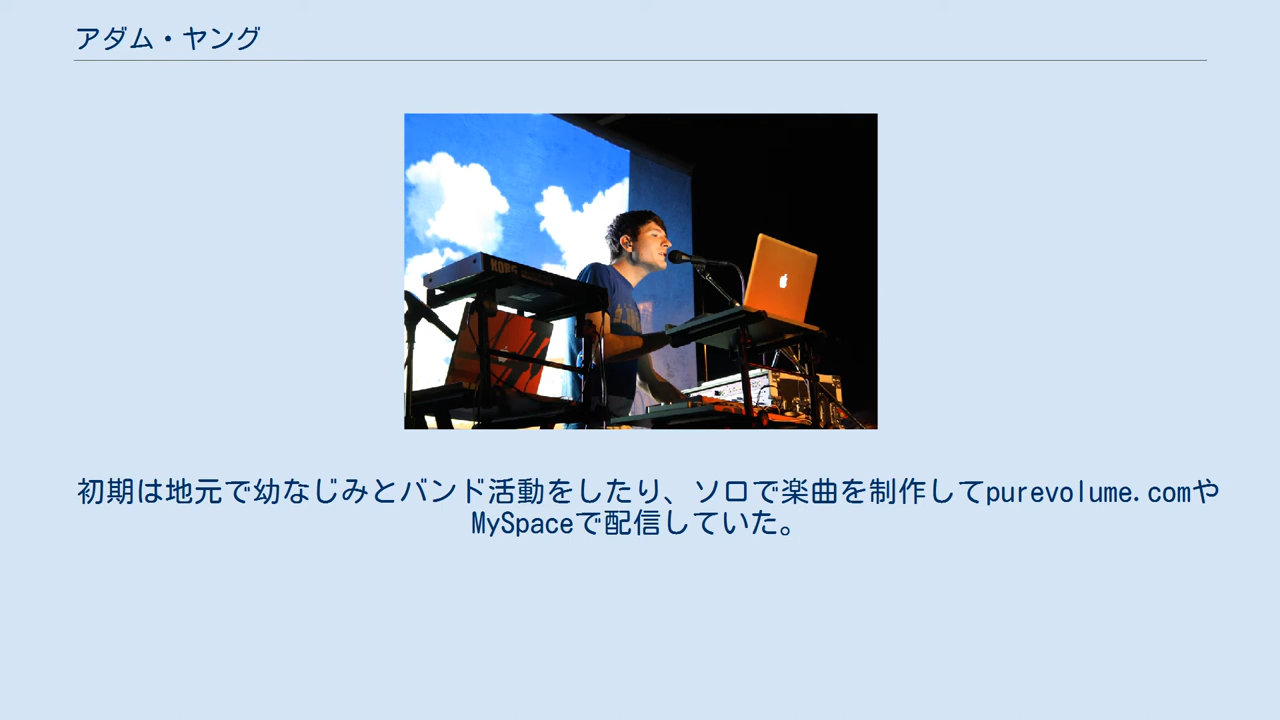 アダム・ヤング
KORG
初期は地元で幼なじみとバンド活動をしたり、ソロで楽曲を制作してpurevolume.comや
MySpaceで配信していた。